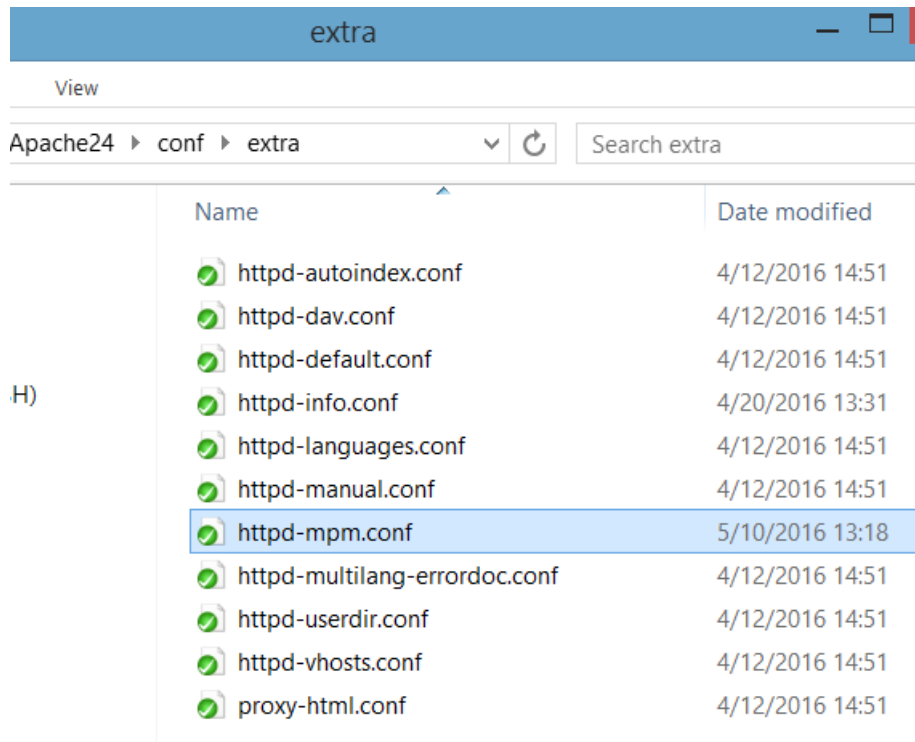 extra
View
Apache24 conf extra Search extra
Name Date modified
httpd-autoindex.conf 4/12/2016 14:51
httpd-dav.conf 4/12/2016 14:51
httpd-default.conf 4/12/2016 14:51
H)
httpd-info.conf 4/20/2016 13:31
httpd-languages.conf 4/12/2016 14:51
httpd-manual.conf 4/12/2016 14:51
httpd-mpm.conf 5/10/2016 13:18
httpd-multilang-errordoc.conf 4/12/2016 14:51
httpd-userdir.conf 4/12/2016 14:51
httpd-vhosts.conf 4/12/2016 14:51
proxy-html.conf 4/12/2016 14:51